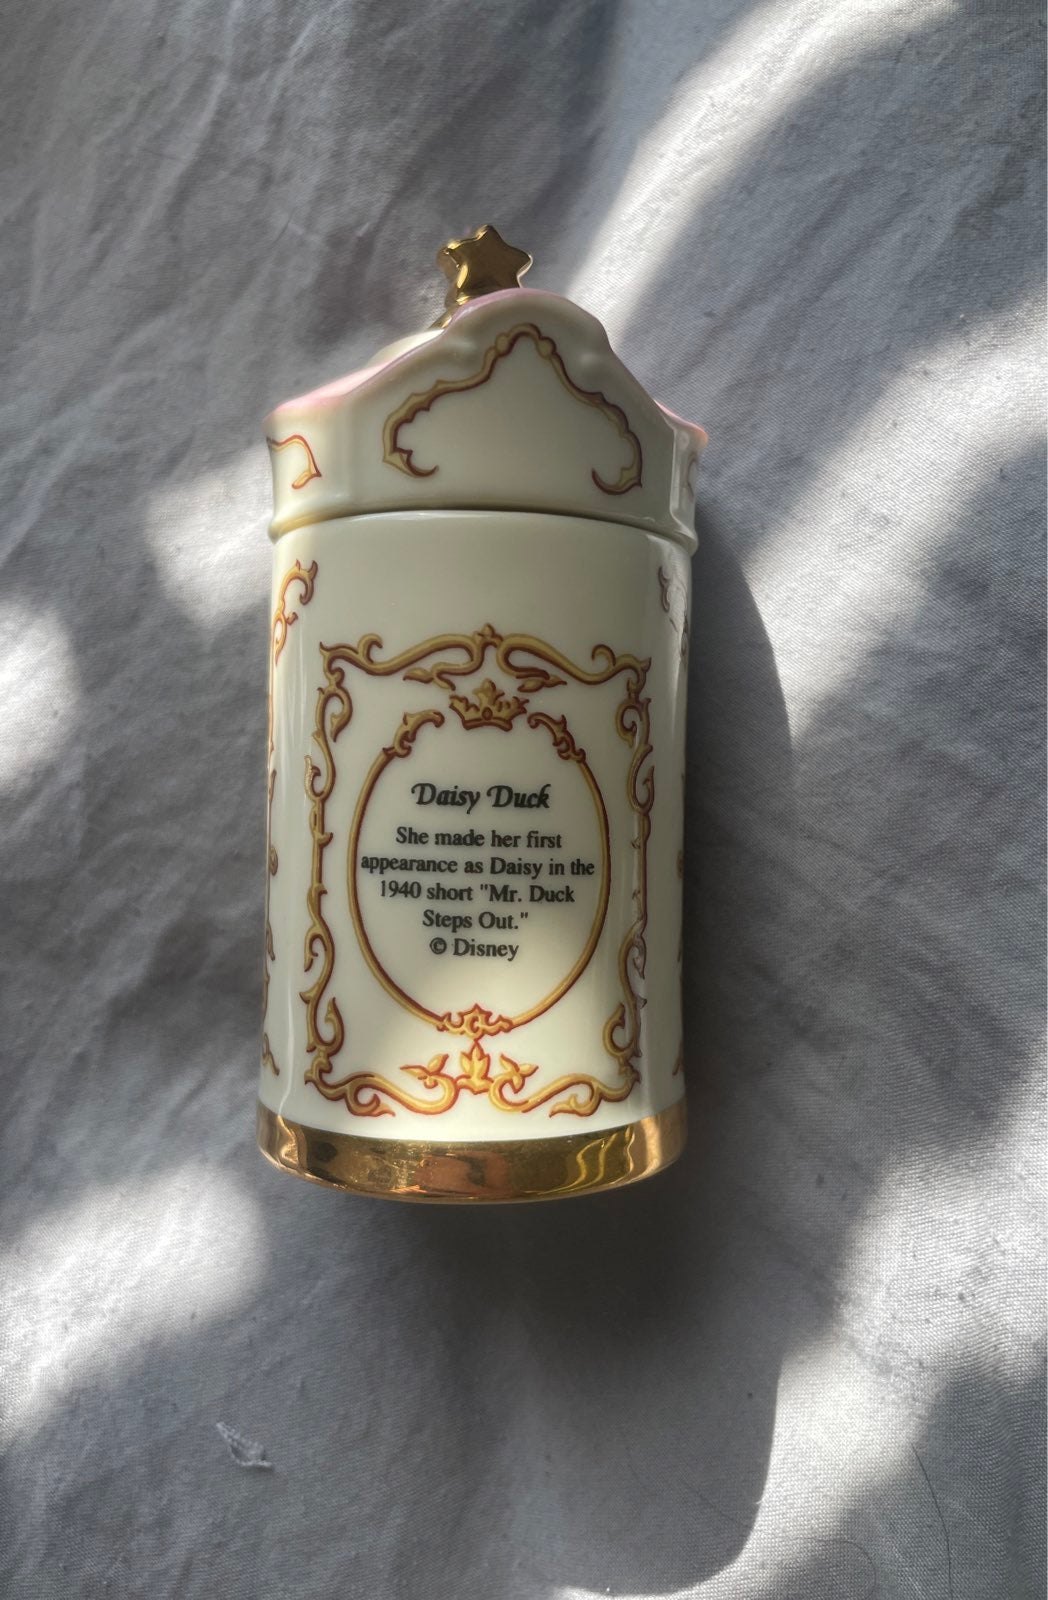 Daisy Duck
She made her first
appearance as Daisy in the
1940 short "Mr. Duck
Steps Out."
© Disney